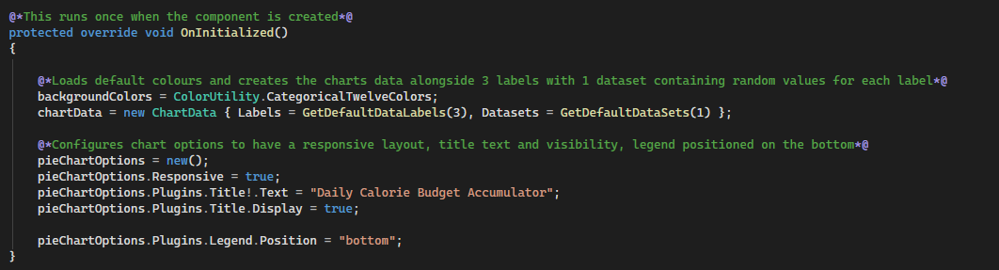 @*This runs once when the component is created*@
protected override void OnInitialized()
{
@*Loads default colours and creates the charts data alongside 3 labels with 1 dataset containing random values for each label*@
backgroundColors = ColorUtility.CategoricalTwelveColors;
chartData = new ChartData { Labels = GetDefaultDataLabels(3), Datasets = GetDefaultDataSets(1) };
@*Configures chart options to have a responsive layout, title text and visibility, legend positioned on the bottom*@
pieChartOptions = new();
pieChartOptions.Responsive = true;
pieChartOptions.Plugins.Title!.Text = "Daily Calorie Budget Accumulator";
pieChartOptions.Plugins.Title.Display = true;
pieChartOptions.Plugins.Legend.Position = "bottom";
}